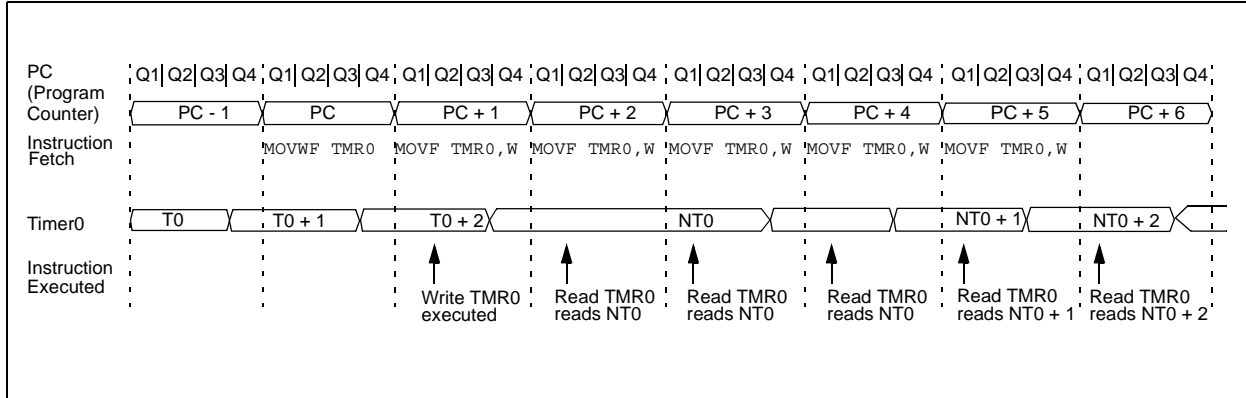 PC (Program Counter)
Q1 Q2 Q3 Q4 Q1 Q2 Q3 Q4 Q1 Q2 Q3 Q4 Q1 Q2 Q3 Q4 Q1 Q2 Q3 Q4 Q1 Q2 Q3 Q4 Q1 Q2 Q3 Q4 Q1 Q2 Q3 Q4
PC - 1 PC PC + 1 PC + 2 PC + 3 PC + 4 PC + 5 PC + 6
Instruction Fetch
MOVWF TMR0 MOVF TMR0,W MOVF TMR0,W MOVF TMR0,W MOVF TMR0,W MOVF TMR0,W
Timer0
T0 T0 + 1 T0 + 2 NT0 NT0 + 1 NT0 + 2
Instruction Executed
Write TMR0 executed
Read TMR0 reads NT0
Read TMR0 reads NT0
Read TMR0 reads NT0
Read TMR0 reads NT0 + 1
Read TMR0 reads NT0 + 2